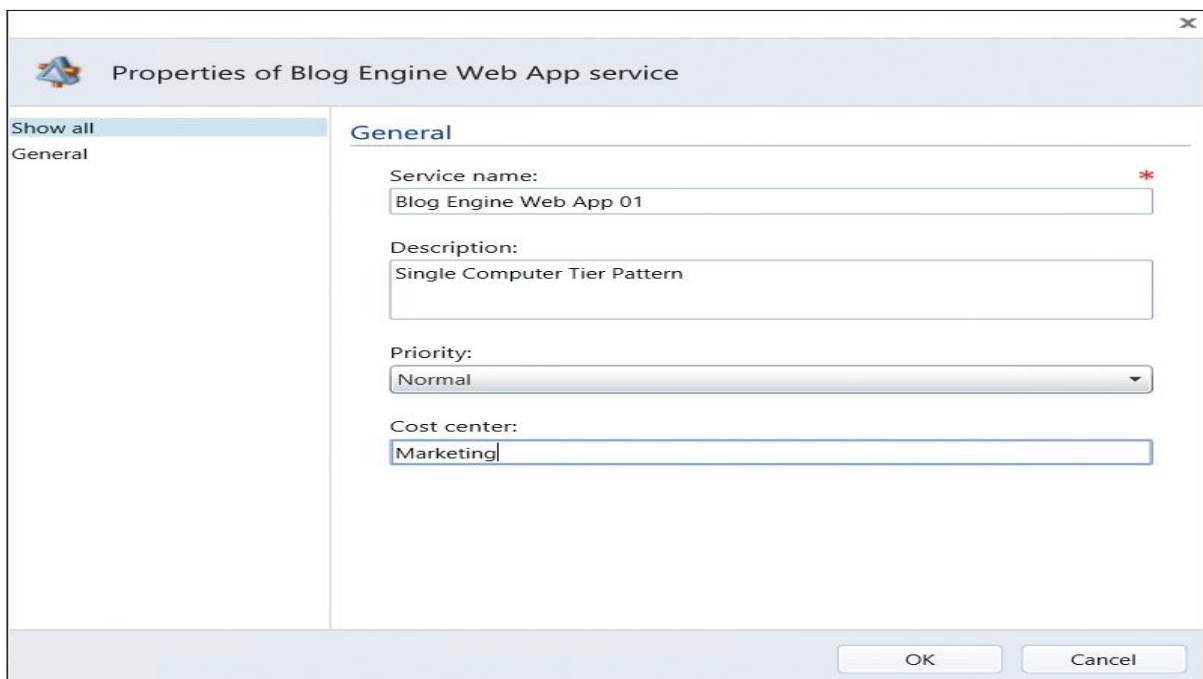 Properties of Blog Engine Web App service
Show all
General
General
Service name:
*
Blog Engine Web App 01
Description:
Single Computer Tier Pattern
Priority:
Normal
Cost center:
Marketing
OK
Cancel